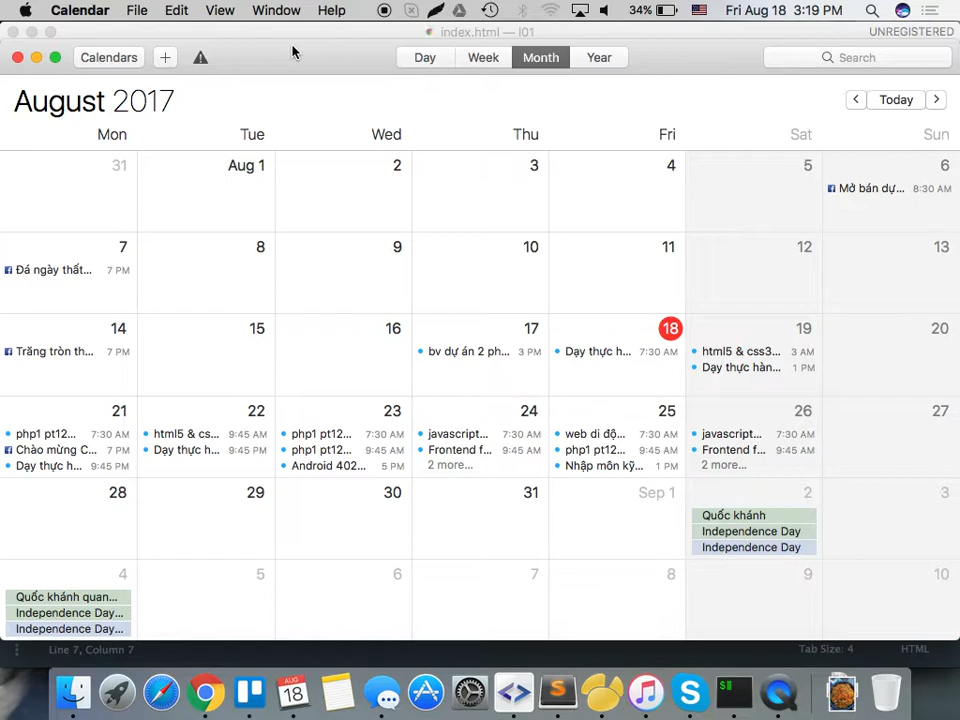 Calendar File Edit View Window Help 34% Fri Aug 18 3:19 PM
index.html — l01 UNREGISTERED
Calendars + Day Week Month Year Search
August 2017 < Today >
Mon Tue Wed Thu Fri Sat Sun
31 Aug 1 2 3 4 5 6
Mở bán dự... 8:30 AM
7 8 9 10 11 12 13
Đá ngày thất... 7 PM
14 15 16 17 18 19 20
Trăng tròn th... 7 PM bv dự án 2 ph... 3 PM Dạy thực h... 7:30 AM html5 & css3... 3 AM
Dạy thực hàn... 1 PM
21 22 23 24 25 26 27
php1 pt12... 7:30 AM html5 & cs... 9:45 AM php1 pt12... 7:30 AM javascript... 7:30 AM web di độ... 7:30 AM javascript... 7:30 AM
Chào mừng C... 7 PM Dạy thực h... 9:45 PM php1 pt12... 9:45 AM Frontend f... 9:45 AM php1 pt12... 9:45 AM Frontend f... 9:45 AM
Dạy thực h... 9:45 PM Android 402... 5 PM 2 more... Nhập môn kỹ... 1 PM 2 more...
28 29 30 31 Sep 1 2 3
Quốc khánh
Independence Day
Independence Day
4 5 6 7 8 9 10
Quốc khánh quan...
Independence Day...
Independence Day...
Line 7, Column 7 Tab Size: 4 HTML
AUG
18